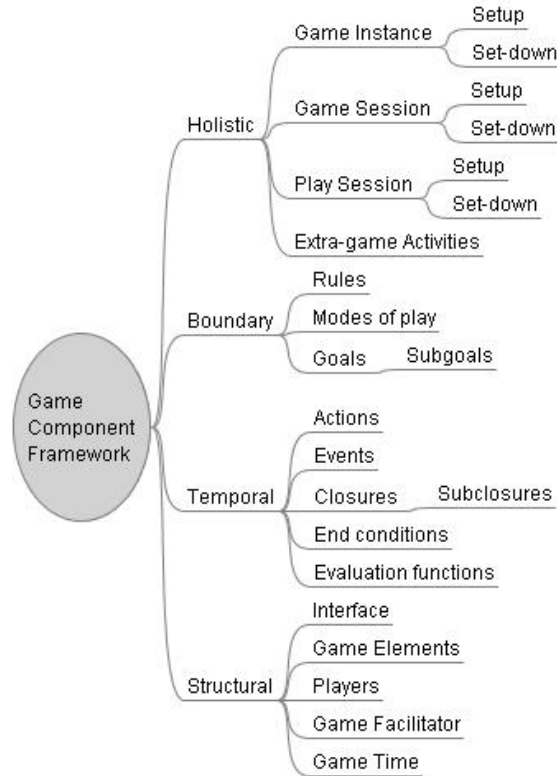 Game
Component
Framework
Holistic
Game Instance
Setup
Set-down
Game Session
Setup
Set-down
Play Session
Setup
Set-down
Extra-game Activities
Boundary
Rules
Modes of play
Goals
Subgoals
Temporal
Actions
Events
Closures
Subclosures
End conditions
Evaluation functions
Structural
Interface
Game Elements
Players
Game Facilitator
Game Time